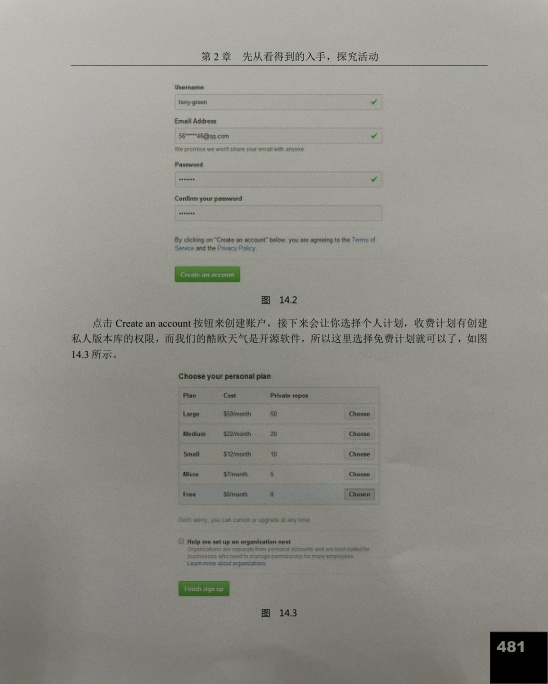 第 2 章　先从看得到的入手，探究活动
Username
tony-green
Email Address
56*****46@qq.com
We promise we won't share your email with anyone.
Password
•••••••
Confirm your password
•••••••
By clicking on "Create an account" below, you are agreeing to the Terms of
Service and the Privacy Policy.
Create an account
图　14.2
点击 Create an account 按钮来创建账户，接下来会让你选择个人计划，收费计划有创建
私人版本库的权限，而我们的酷欧天气是开源软件，所以这里选择免费计划就可以了，如图
14.3 所示。
Choose your personal plan
Plan Cost Private repos
Large $50/month 50 Choose
Medium $22/month 20 Choose
Small $12/month 10 Choose
Micro $7/month 5 Choose
Free $0/month 0 Chosen
Don't worry, you can cancel or upgrade at any time.
Help me set up an organization next
Organizations are separate from personal accounts and are best suited for
businesses who need to manage permissions for many employees.
Learn more about organizations.
Finish sign up
图　14.3
481